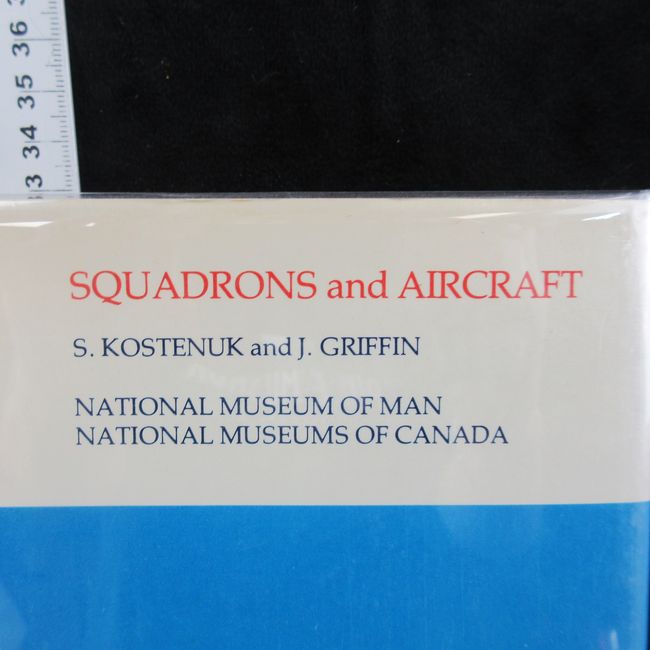 36
35
34
33
SQUADRONS and AIRCRAFT
S. KOSTENUK and J. GRIFFIN
NATIONAL MUSEUM OF MAN
NATIONAL MUSEUMS OF CANADA